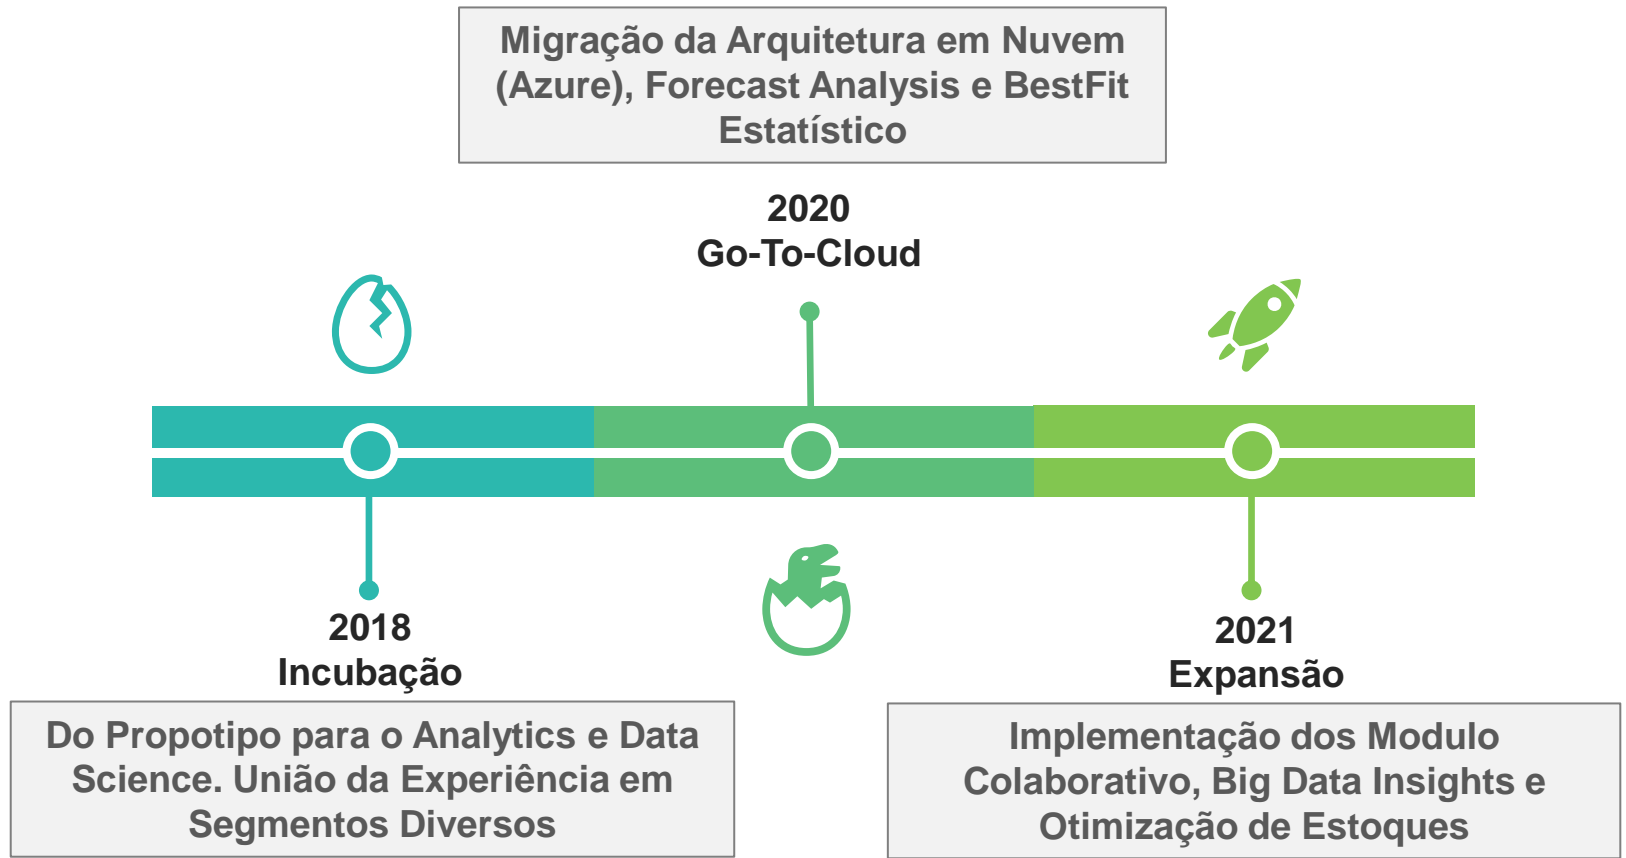 Migração da Arquitetura em Nuvem
(Azure), Forecast Analysis e BestFit
Estatístico
2020
Go-To-Cloud
2018
Incubação
Do Propotipo para o Analytics e Data
Science. União da Experiência em
Segmentos Diversos
2021
Expansão
Implementação dos Modulo
Colaborativo, Big Data Insights e
Otimização de Estoques